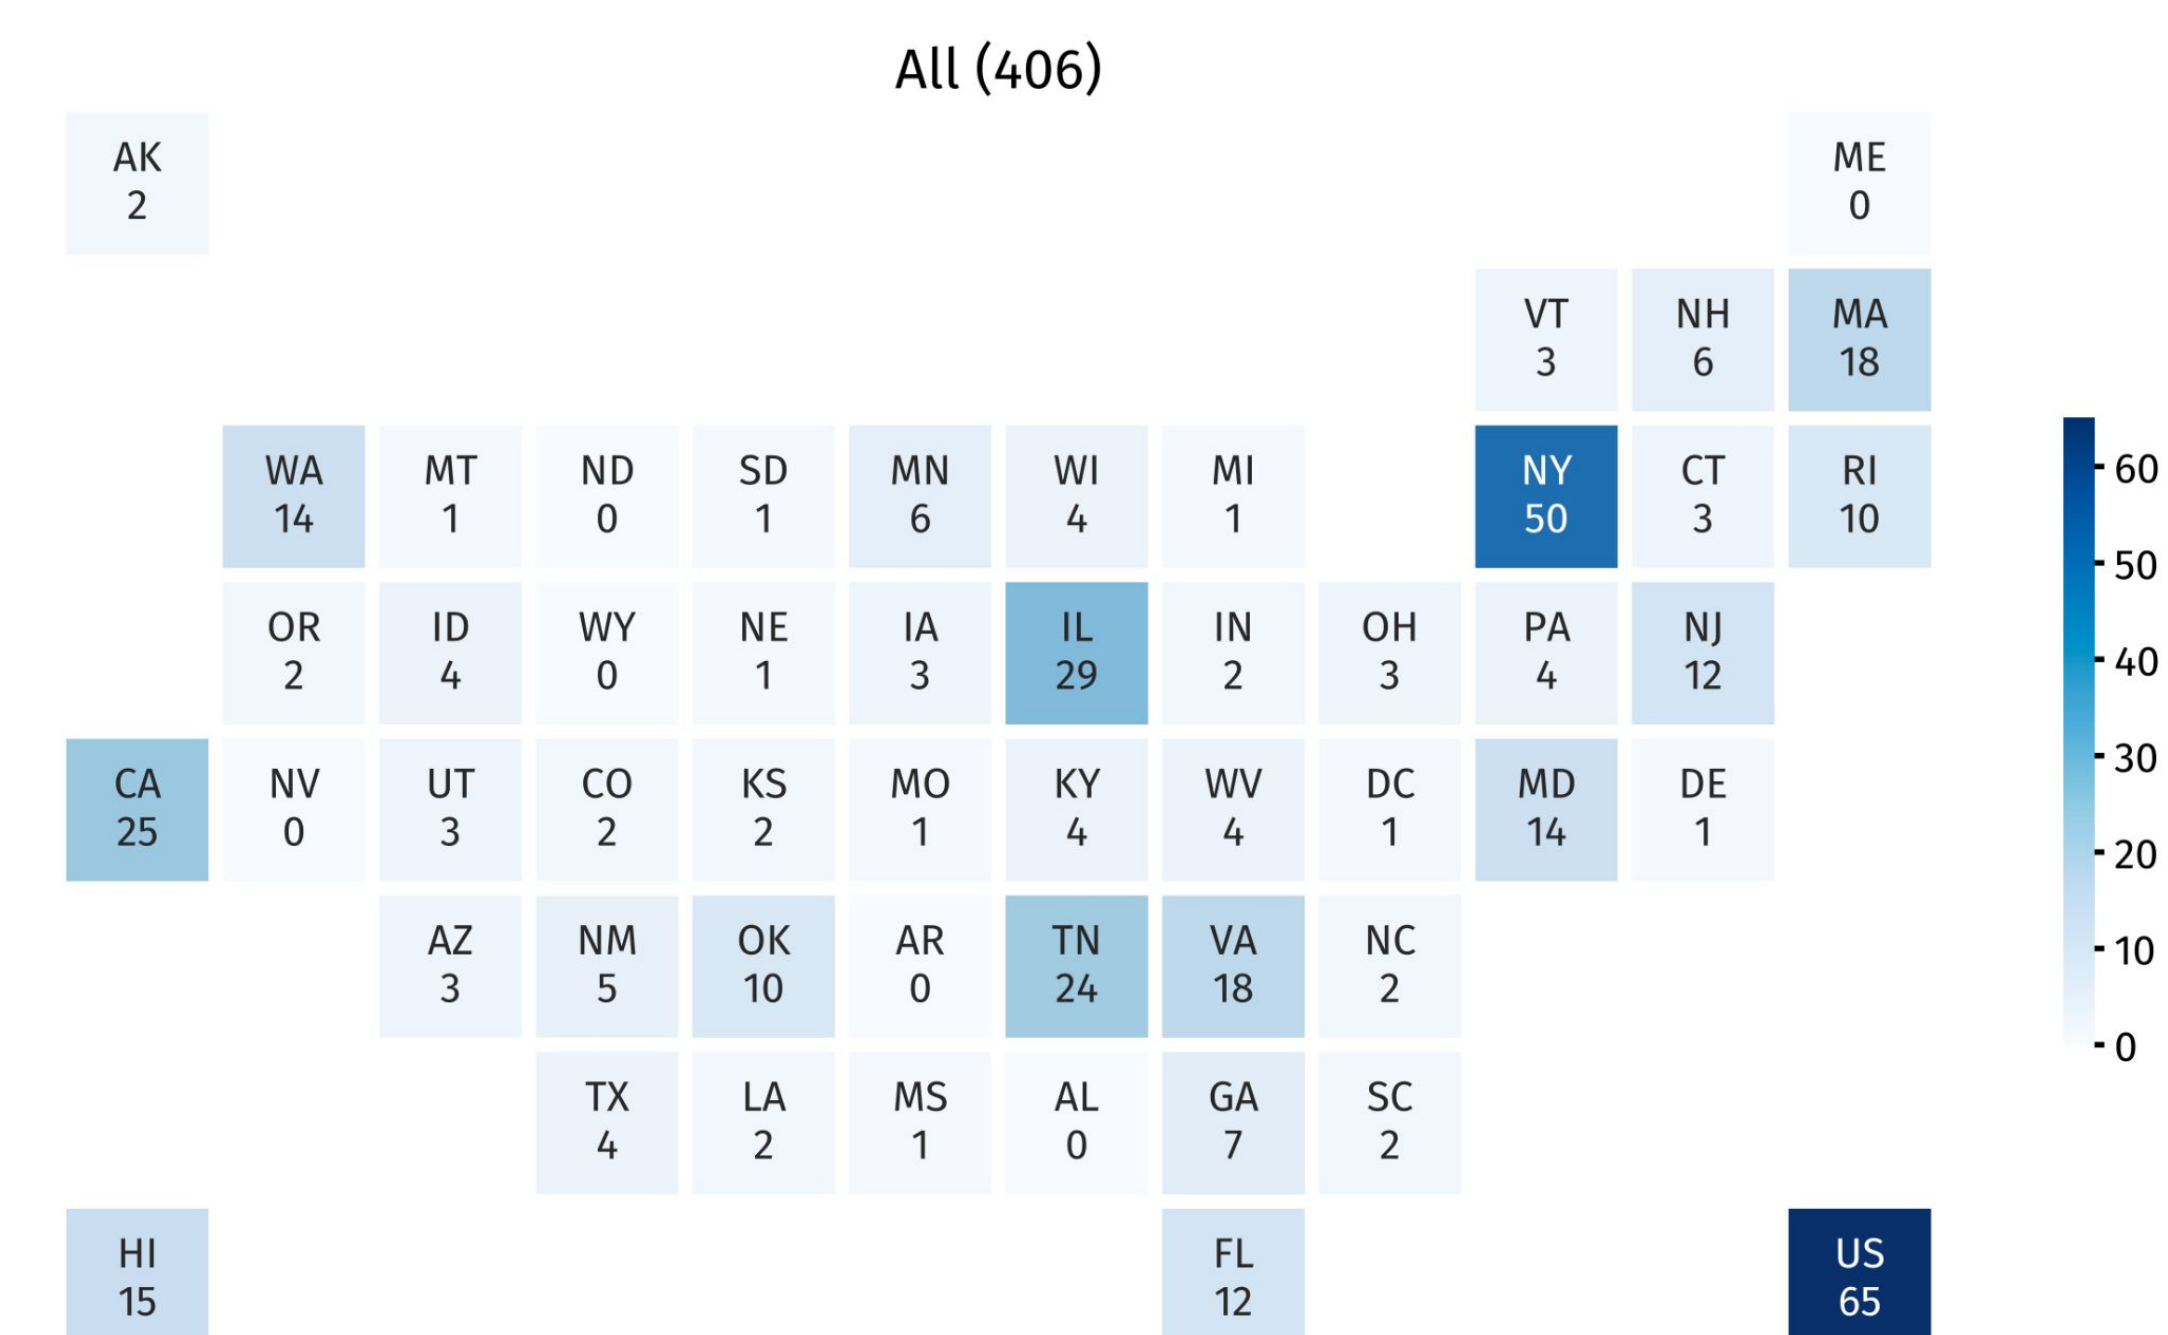 All (406)
AK
2
ME
0
VT
3
NH
6
MA
18
WA
14
MT
1
ND
0
SD
1
MN
6
WI
4
MI
1
NY
50
CT
3
RI
10
OR
2
ID
4
WY
0
NE
1
IA
3
IL
29
IN
2
OH
3
PA
4
NJ
12
CA
25
NV
0
UT
3
CO
2
KS
2
MO
1
KY
4
WV
4
DC
1
MD
14
DE
1
AZ
3
NM
5
OK
10
AR
0
TN
24
VA
18
NC
2
TX
4
LA
2
MS
1
AL
0
GA
7
SC
2
HI
15
FL
12
US
65
60
50
40
30
20
10
0